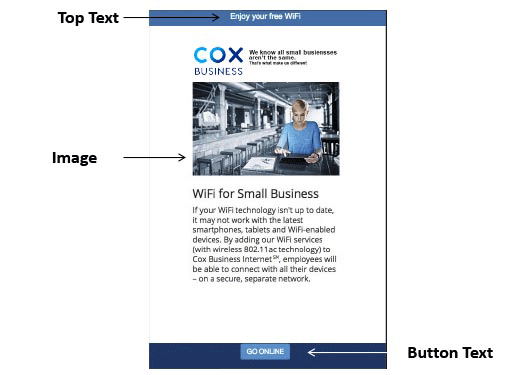 Top Text
Enjoy your free WiFi
COX
BUSINESS
We know all small businesses
aren't the same.
That's what make us different
Image
WiFi for Small Business
If your WiFi technology isn't up to date,
it may not work with the latest
smartphones, tablets and WiFi-enabled
devices. By adding our WiFi services
(with wireless 802.11ac technology) to
Cox Business Internet℠, employees will
be able to connect with all their devices
– on a secure, separate network.
GO ONLINE
Button Text